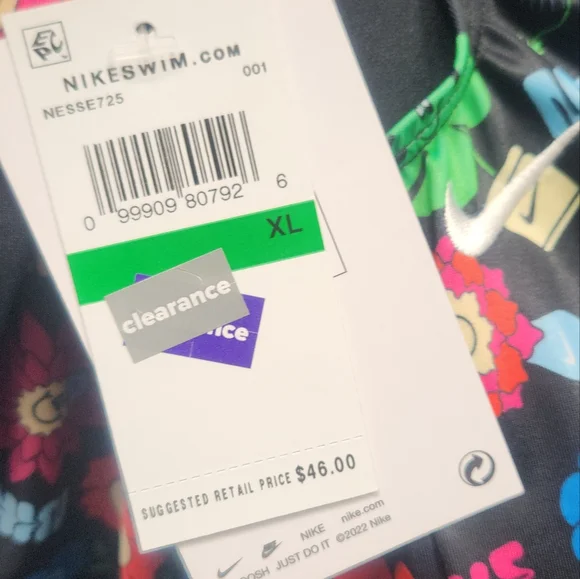 NIKESWIM.COM
NESSE725 001
0 99909 80792 6
XL
clearance
SUGGESTED RETAIL PRICE $46.00
NIKE nike.com
JUST DO IT ©2022 Nike